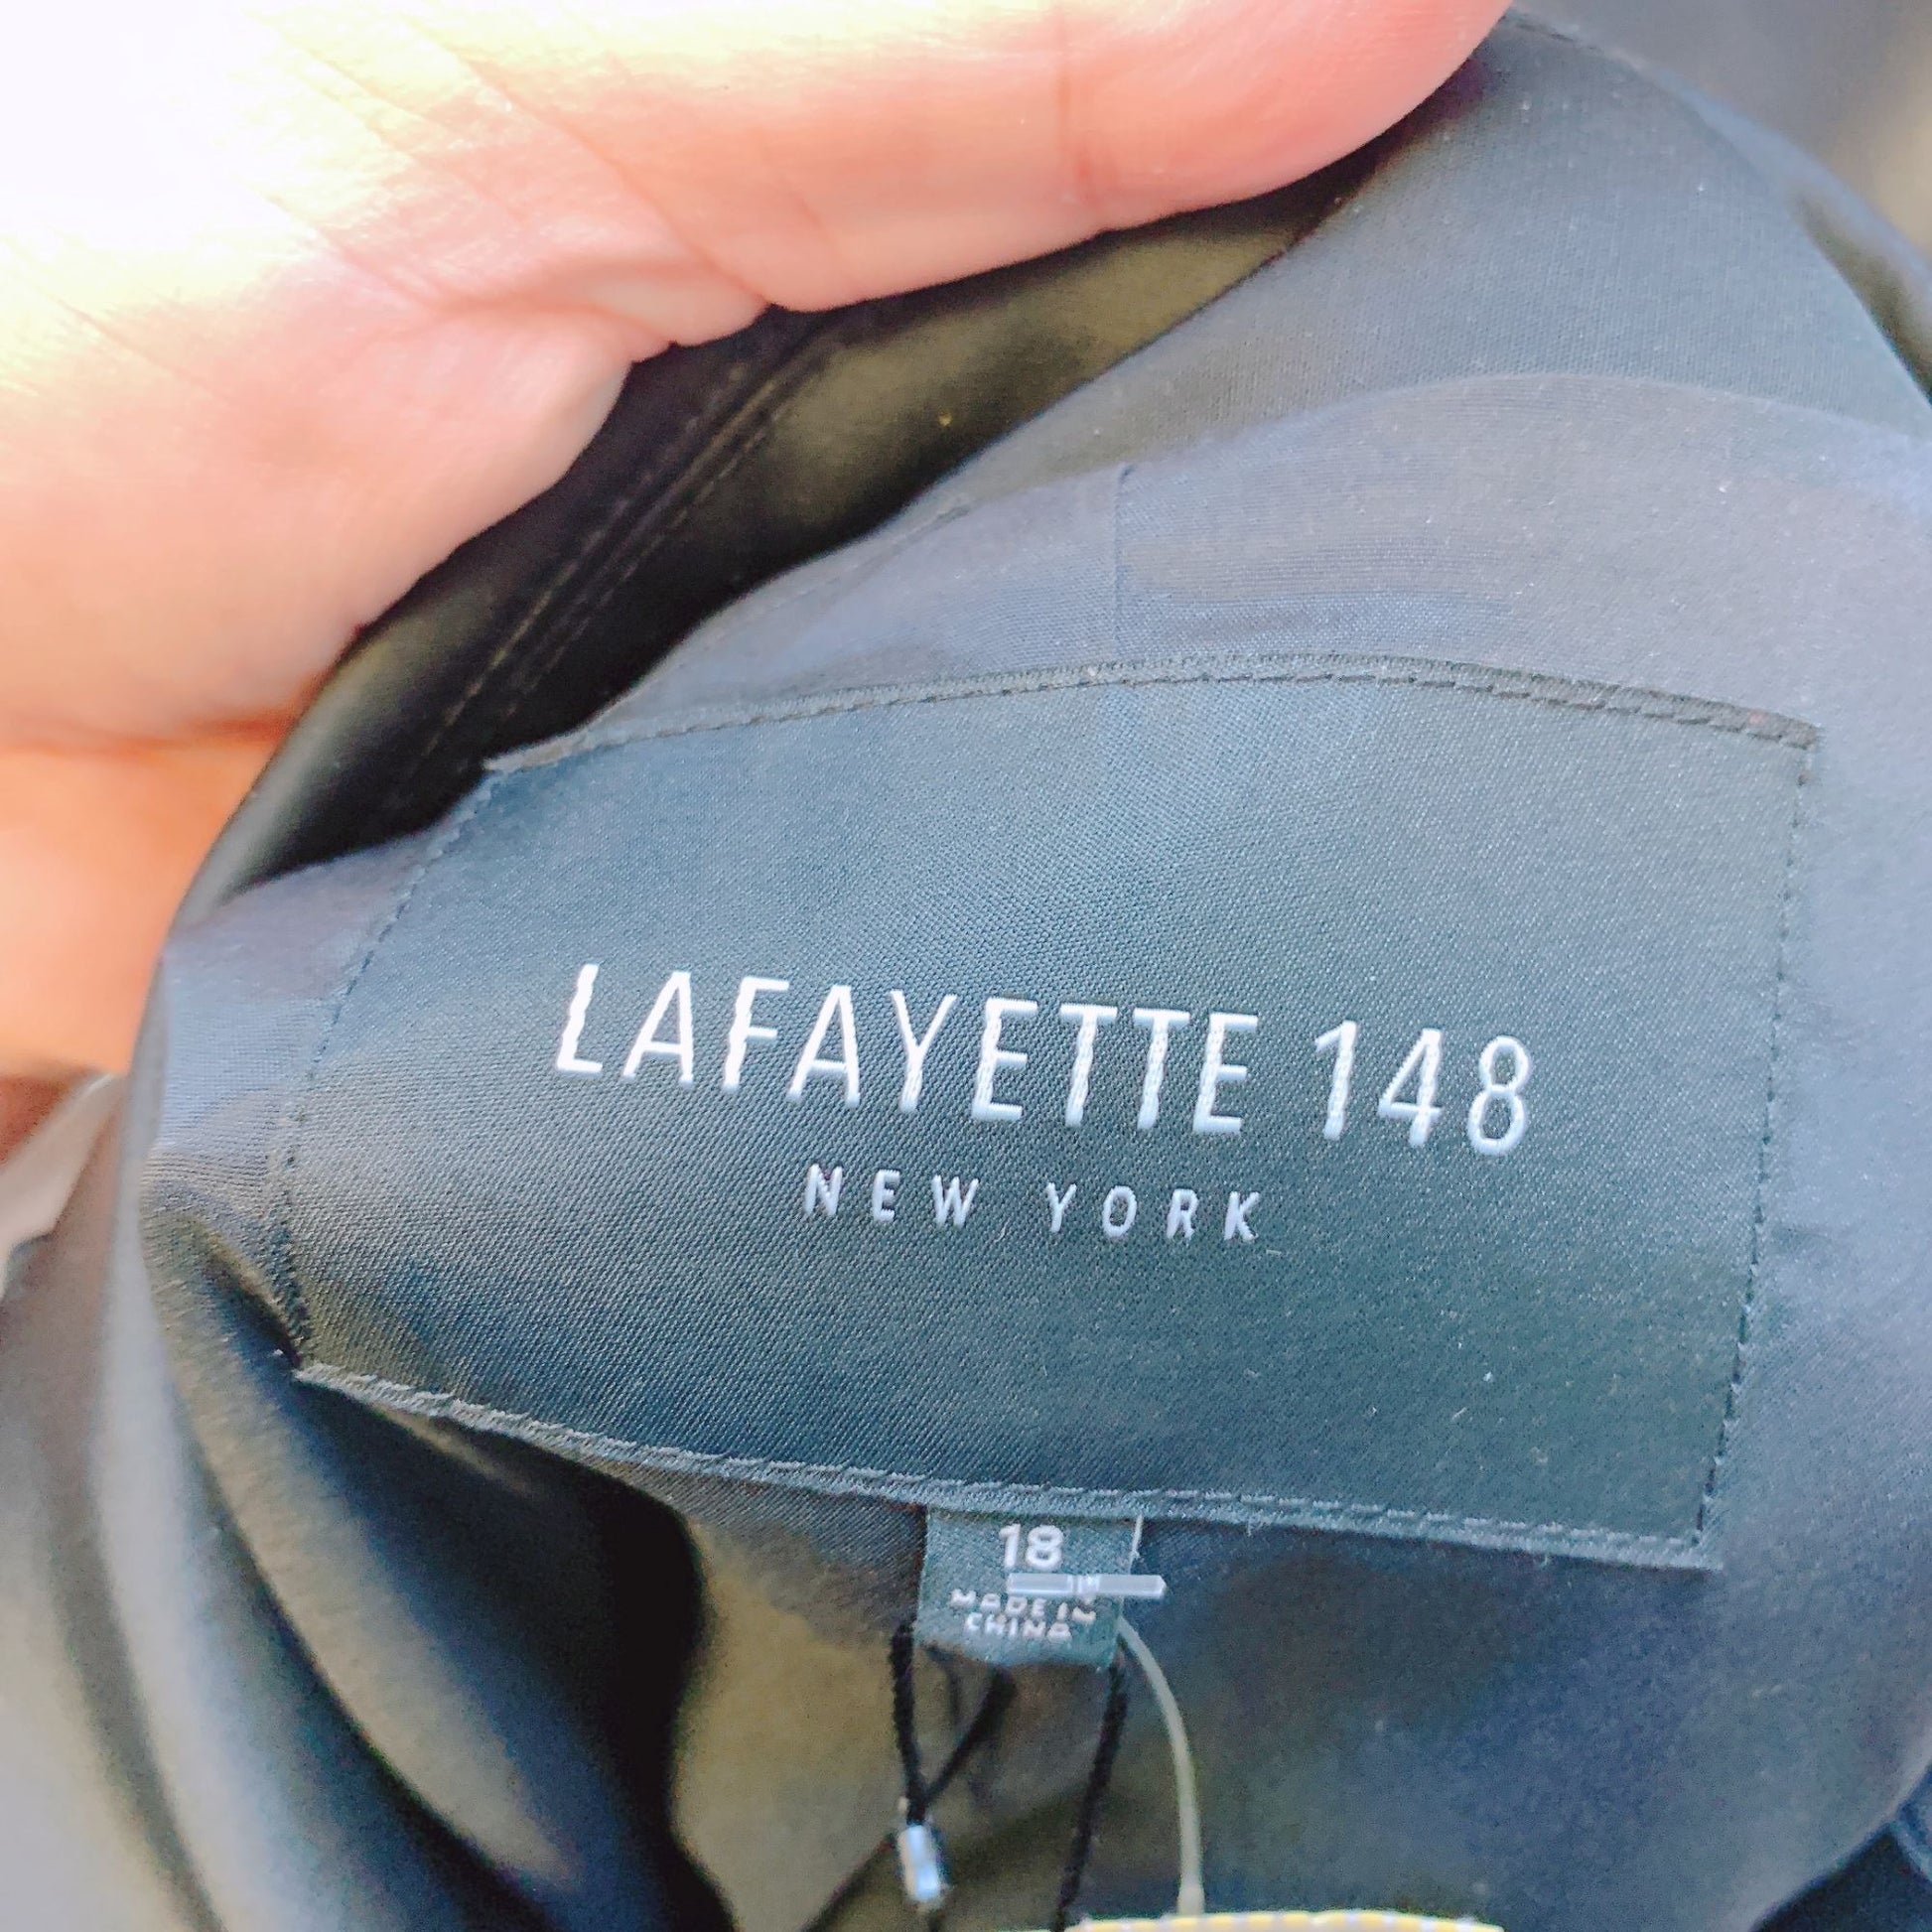 LAFAYETTE 148
NEW YORK
18
MADE IN
CHINA